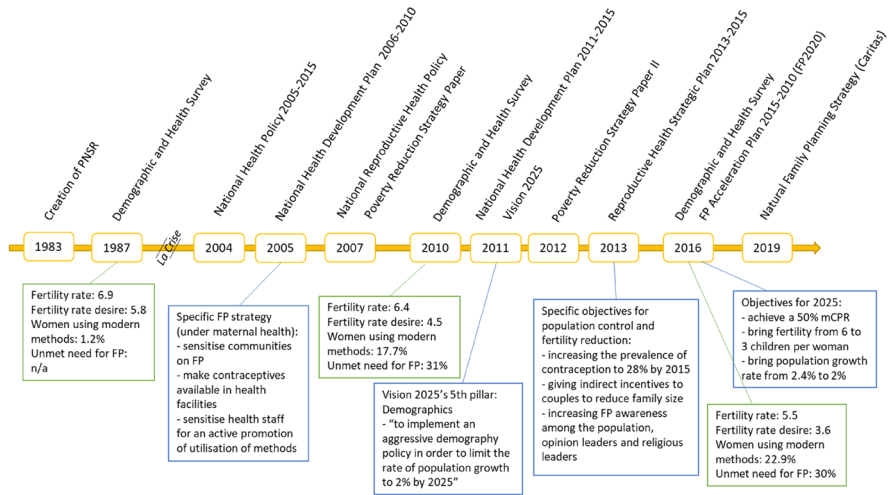 Creation of PNSR
Demographic and Health Survey
La Crise
National Health Policy 2005-2015
National Health Development Plan 2006-2010
National Reproductive Health Policy
Poverty Reduction Strategy Paper
Demographic and Health Survey
National Health Development Plan 2011-2015
Vision 2025
Poverty Reduction Strategy Paper II
Reproductive Health Strategic Plan 2013-2015
Demographic and Health Survey
FP Acceleration Plan 2015-2010 (FP2020)
Natural Family Planning Strategy (Caritas)
1983
1987
2004
2005
2007
2010
2011
2012
2013
2016
2019
Fertility rate: 6.9
Fertility rate desire: 5.8
Women using modern
methods: 1.2%
Unmet need for FP:
n/a
Specific FP strategy
(under maternal health):
- sensitise communities
on FP
- make contraceptives
available in health
facilities
- sensitise health staff
for an active promotion
of utilisation of methods
Fertility rate: 6.4
Fertility rate desire: 4.5
Women using modern
methods: 17.7%
Unmet need for FP: 31%
Vision 2025's 5th pillar:
Demographics
- "to implement an
aggressive demography
policy in order to limit the
rate of population growth
to 2% by 2025"
Specific objectives for
population control and
fertility reduction:
- increasing the prevalence of
contraception to 28% by 2015
- giving indirect incentives to
couples to reduce family size
- increasing FP awareness
among the population,
opinion leaders and religious
leaders
Objectives for 2025:
- achieve a 50% mCPR
- bring fertility from 6 to
3 children per woman
- bring population growth
rate from 2.4% to 2%
Fertility rate: 5.5
Fertility rate desire: 3.6
Women using modern
methods: 22.9%
Unmet need for FP: 30%